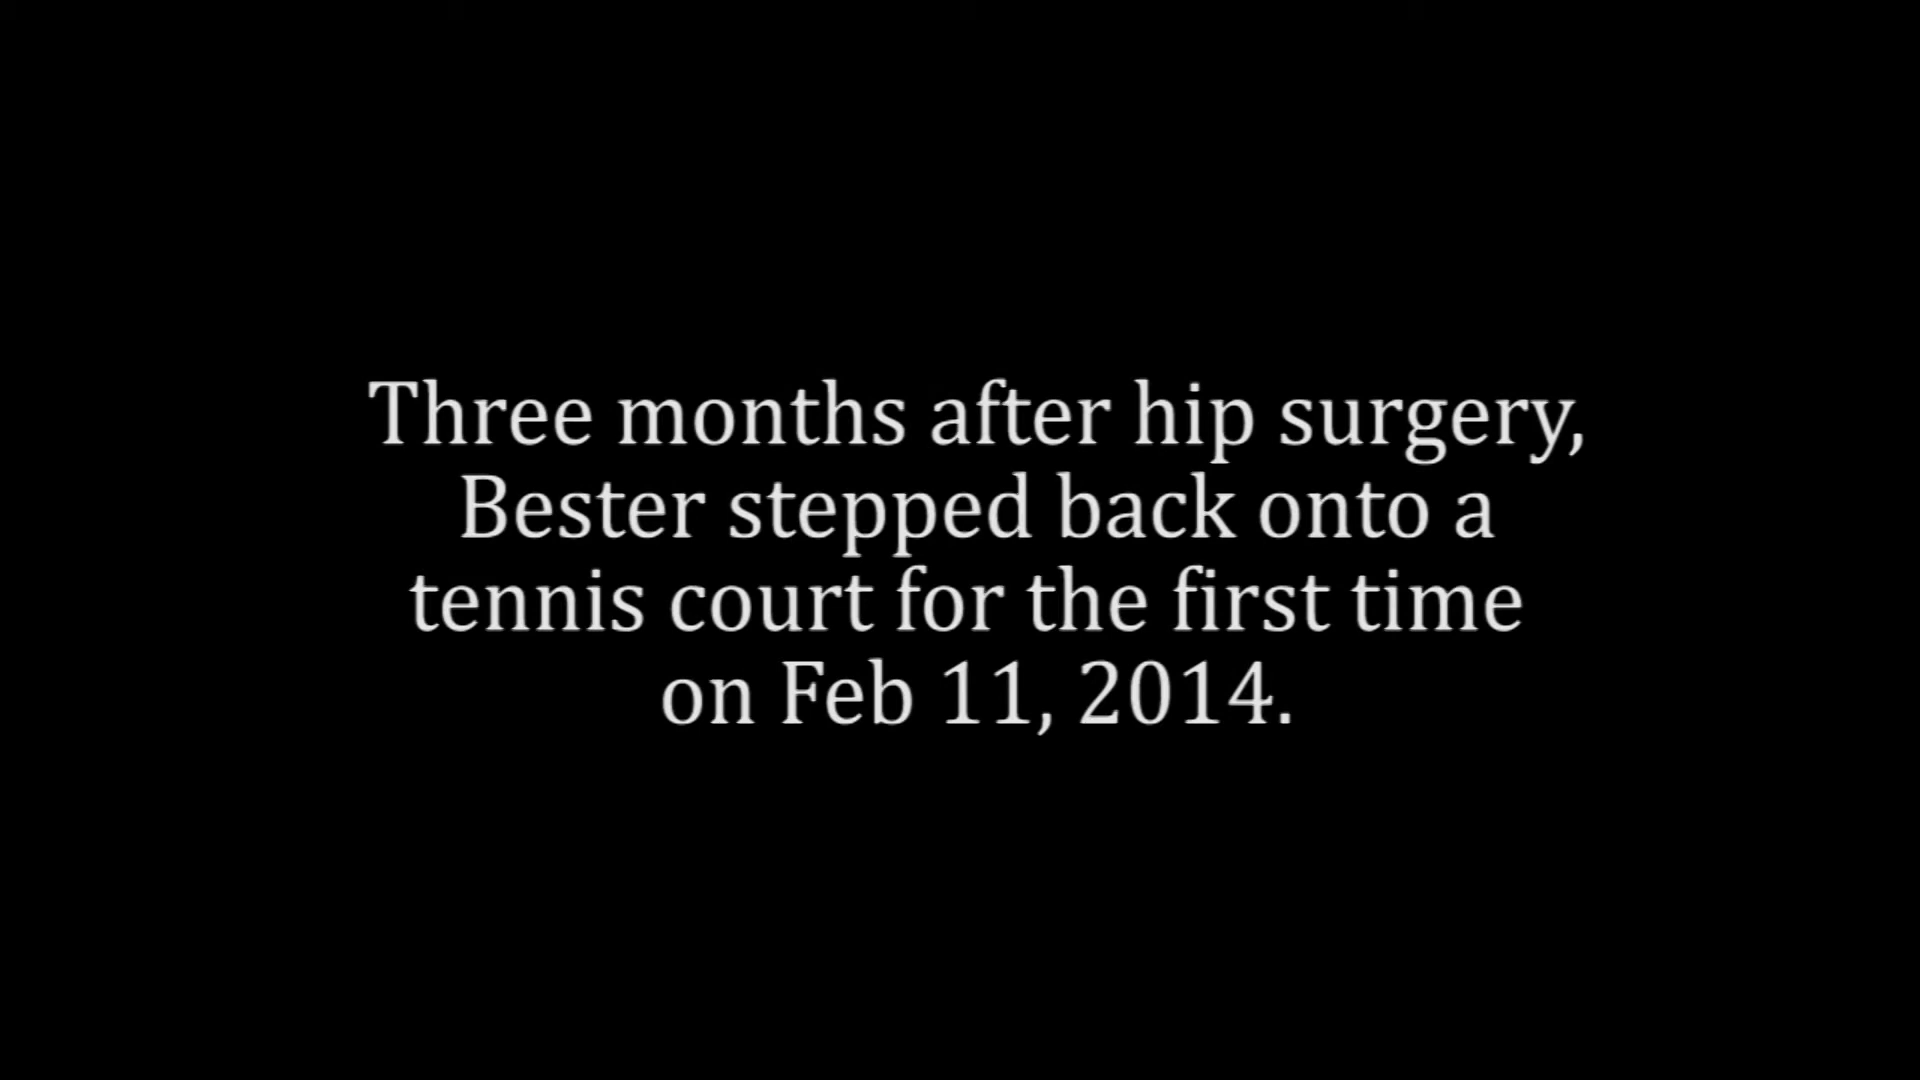 Three months after hip surgery,
Bester stepped back onto a
tennis court for the first time
on Feb 11, 2014.